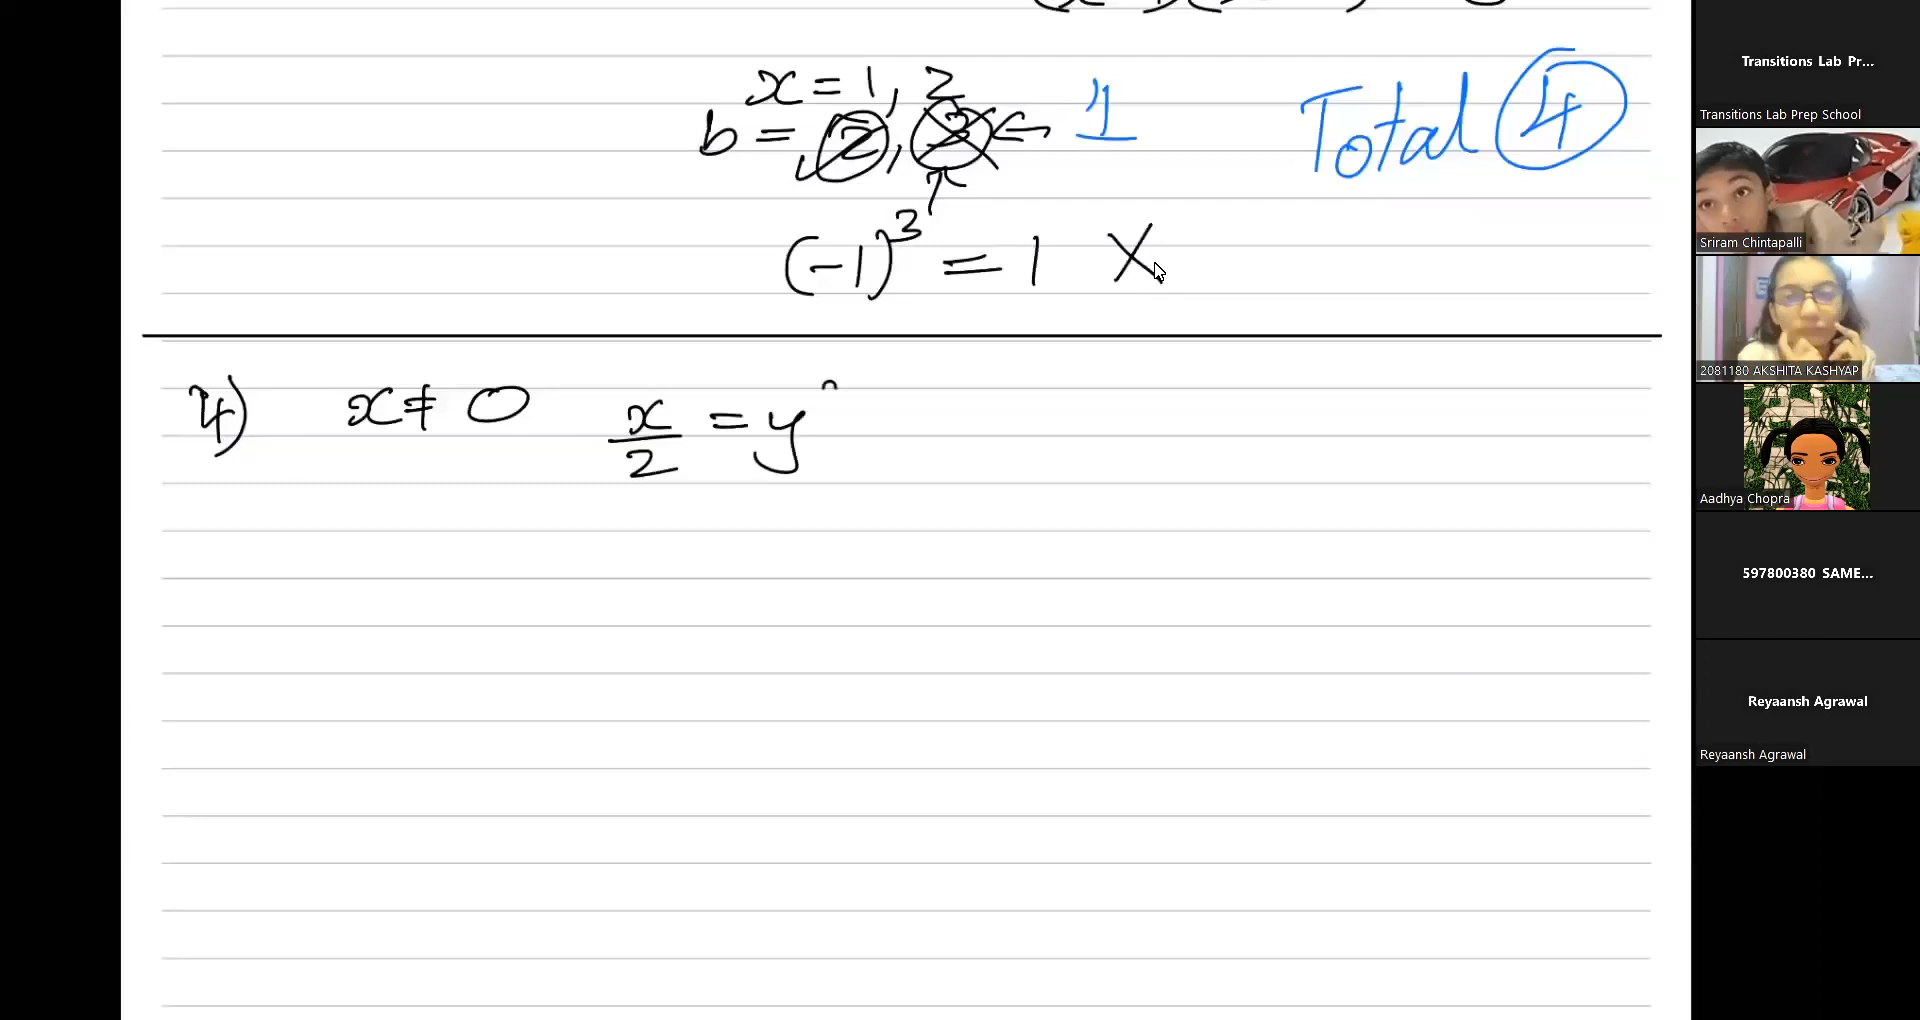 x = 1, 2
b = 2, 3 ← 1
Total 4
(-1)³ = 1 X
4) x ≠ 0 x/2 = y
Transitions Lab Pr...
Transitions Lab Prep School
Sriram Chintapalli
2081180 AKSHITA KASHYAP
Aadhya Chopra
597800380 SAME...
Reyaansh Agrawal
Reyaansh Agrawal